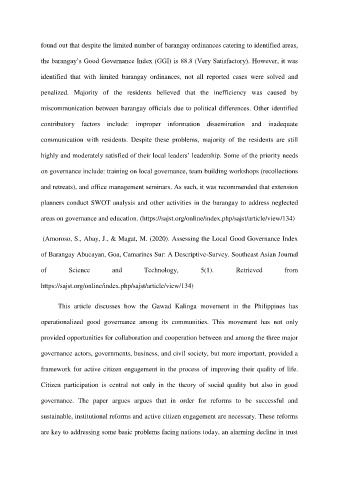 found out that despite the limited number of barangay ordinances catering to identified areas,
the barangay's Good Governance Index (GGI) is 88.8 (Very Satisfactory). However, it was
identified that with limited barangay ordinances, not all reported cases were solved and
penalized. Majority of the residents believed that the inefficiency was caused by
miscommunication between barangay officials due to political differences. Other identified
contributory factors include: improper information dissemination and inadequate
communication with residents. Despite these problems, majority of the residents are still
highly and moderately satisfied of their local leaders' leadership. Some of the priority needs
on governance include: training on local governance, team building workshops (recollections
and retreats), and office management seminars. As such, it was recommended that extension
planners conduct SWOT analysis and other activities in the barangay to address neglected
areas on governance and education. (https://sajst.org/online/index.php/sajst/article/view/134)
(Amoroso, S., Abay, J., & Magat, M. (2020). Assessing the Local Good Governance Index
of Barangay Abucayan, Goa, Camarines Sur: A Descriptive-Survey. Southeast Asian Journal
of Science and Technology, 5(1). Retrieved from
https://sajst.org/online/index.php/sajst/article/view/134)
This article discusses how the Gawad Kalinga movement in the Philippines has
operationalized good governance among its communities. This movement has not only
provided opportunities for collaboration and cooperation between and among the three major
governance actors, governments, business, and civil society, but more important, provided a
framework for active citizen engagement in the process of improving their quality of life.
Citizen participation is central not only in the theory of social quality but also in good
governance. The paper argues argues that in order for reforms to be successful and
sustainable, institutional reforms and active citizen engagement are necessary. These reforms
are key to addressing some basic problems facing nations today, an alarming decline in trust